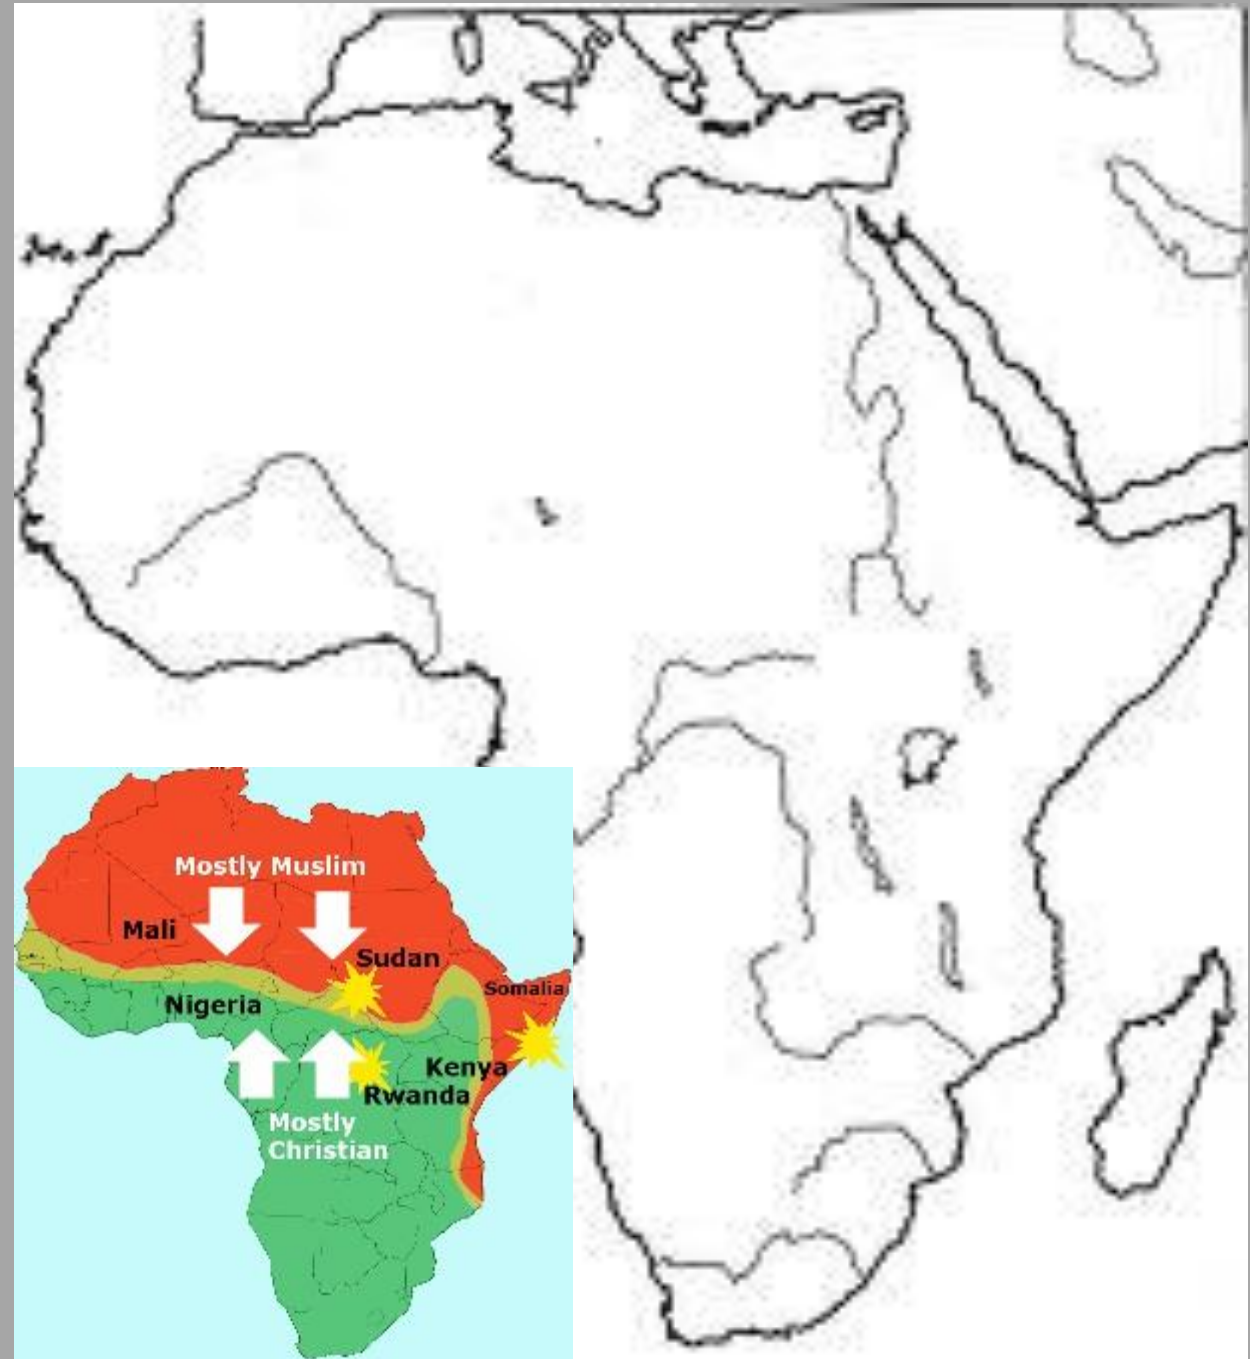 Mostly Muslim
Mali
Sudan
Somalia
Nigeria
Kenya
Rwanda
Mostly
Christian